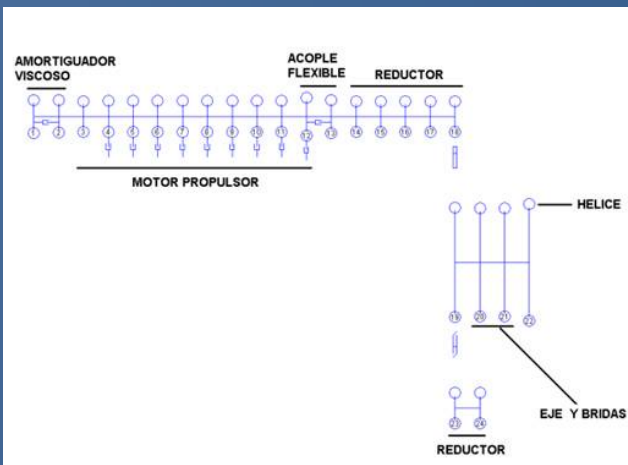 AMORTIGUADOR
VISCOSO
ACOPLE
FLEXIBLE
REDUCTOR
1 2 3 4 5 6 7 8 9 10 11 12 13 14 15 16 17 18
MOTOR PROPULSOR
HELICE
19 20 21 22
EJE Y BRIDAS
23 24
REDUCTOR